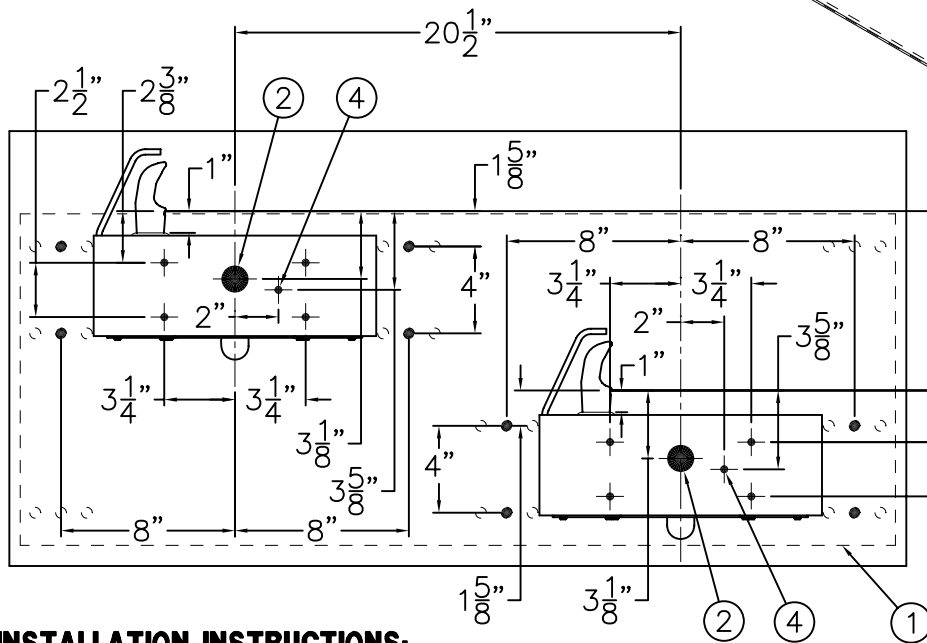 20 1/2"
2 1/2" 2 3/8" 2 4
1" 1 5/8"
8" 8"
3 1/4" 3 1/4"
4"
2" 2" 3 5/8"
1"
3 1/4" 3 1/4"
3 1/8"
4"
3 5/8"
8" 8"
1 5/8" 3 1/8" 2 4 1
INSTALLATION INSTRUCTIONS: